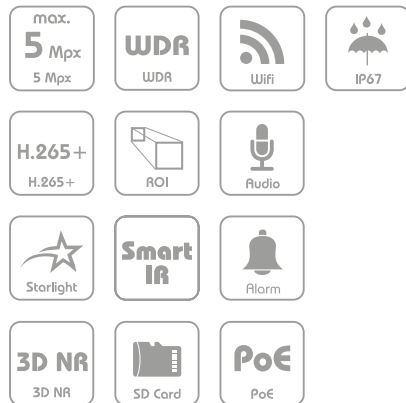 max.
5 Mpx
5 Mpx
WDR
WDR
Wifi
IP67
H.265+
H.265+
ROI
Audio
Starlight
Smart
IR
Alarm
3D NR
3D NR
SD Card
PoE
PoE